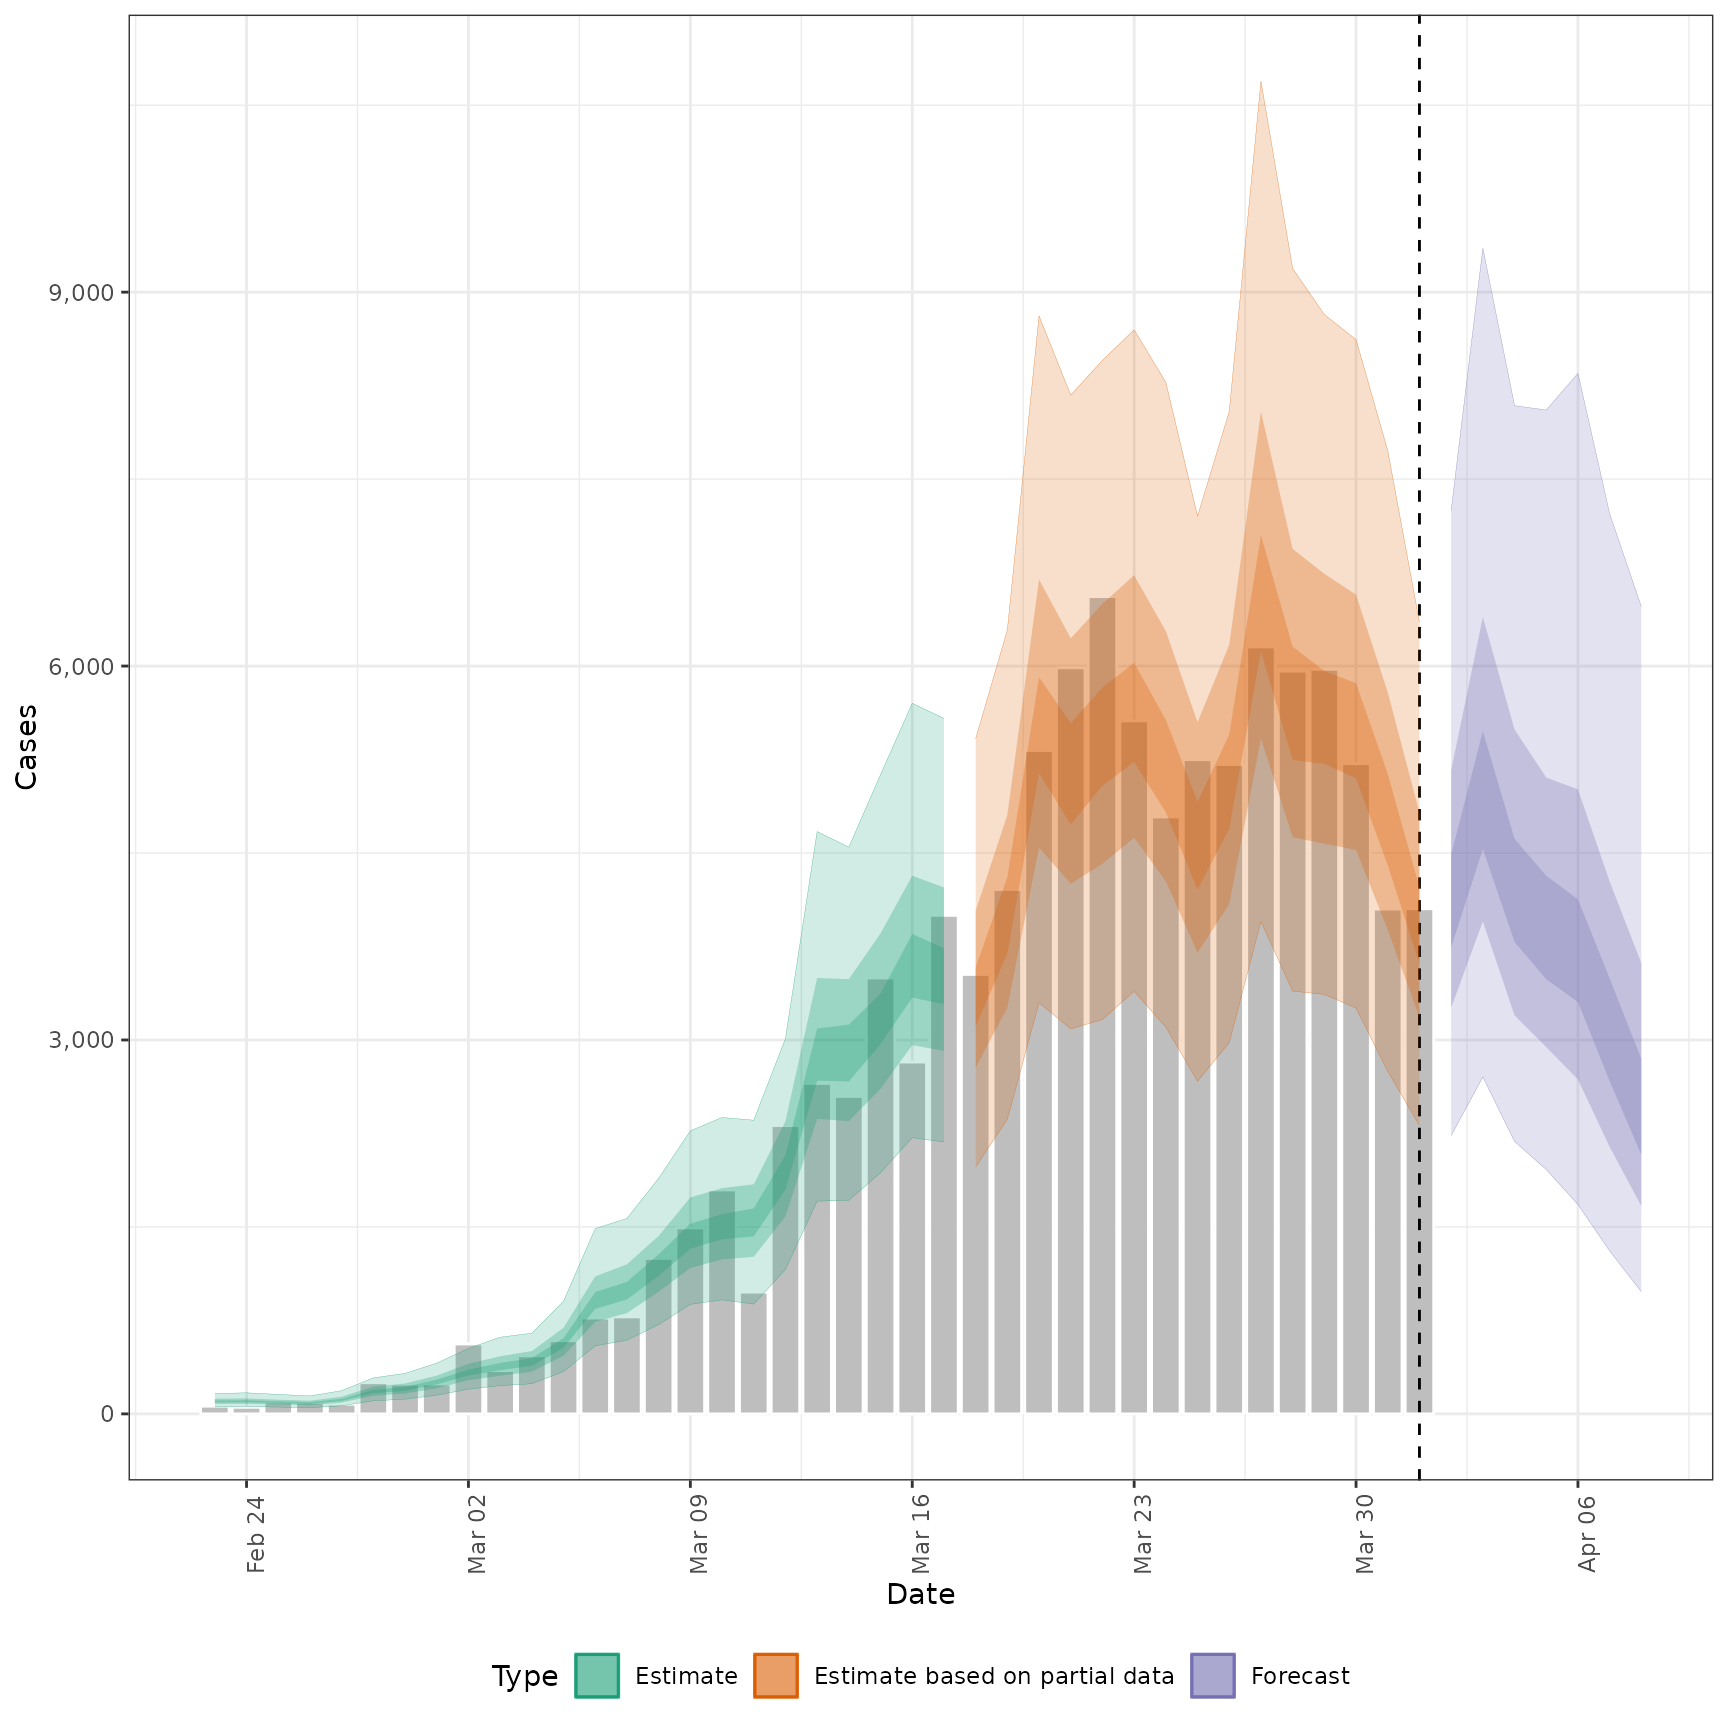 9,000
6,000
3,000
0
Cases
Feb 24
Mar 02
Mar 09
Mar 16
Mar 23
Mar 30
Apr 06
Date
Type Estimate Estimate based on partial data Forecast